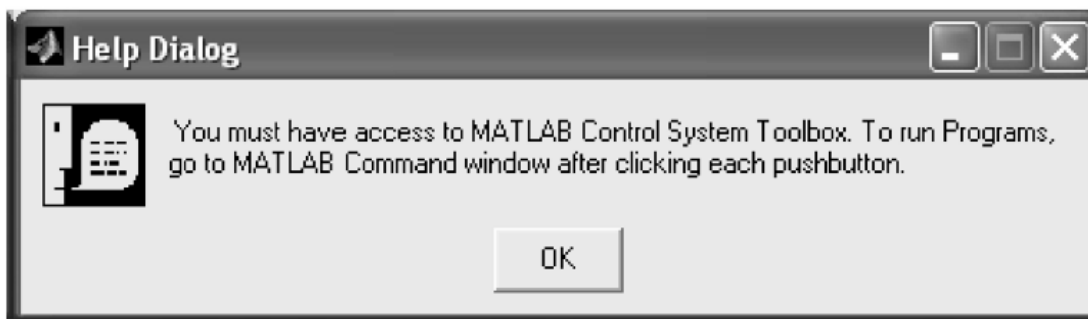 Help Dialog
You must have access to MATLAB Control System Toolbox. To run Programs,
go to MATLAB Command window after clicking each pushbutton.
OK